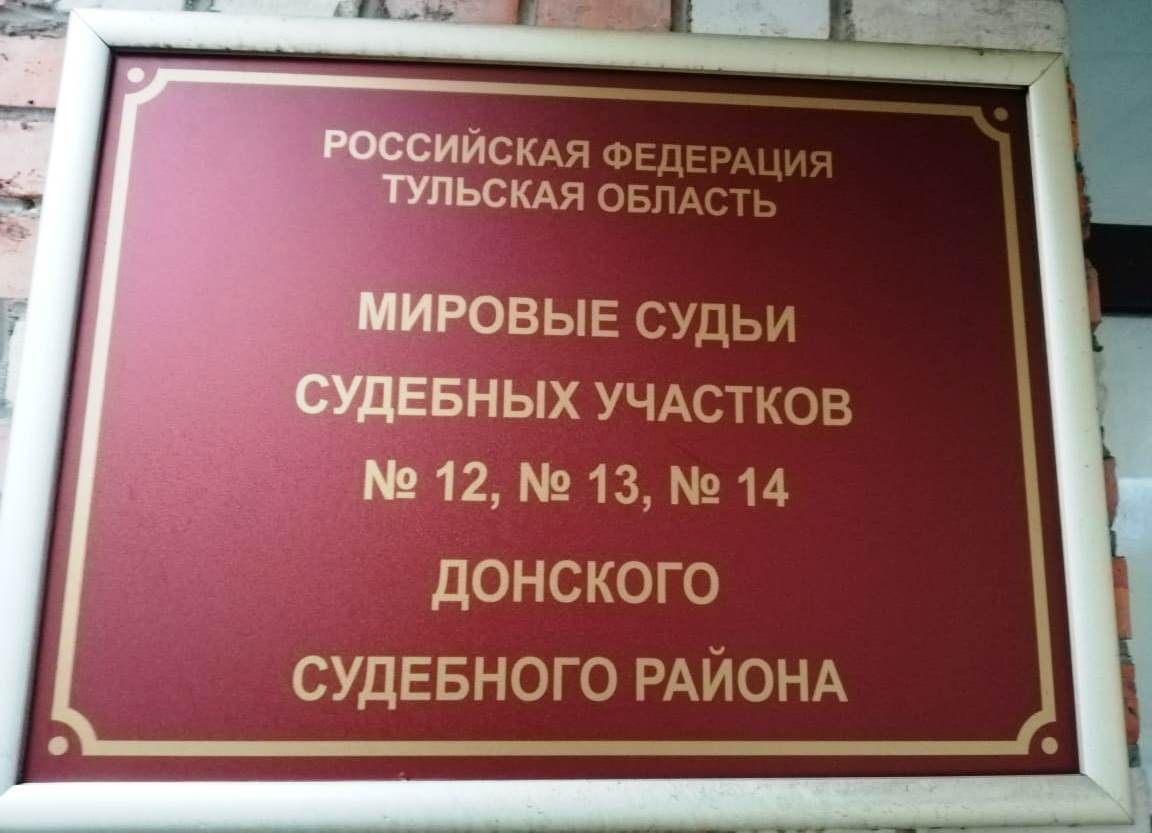 РОССИЙСКАЯ ФЕДЕРАЦИЯ
ТУЛЬСКАЯ ОБЛАСТЬ
МИРОВЫЕ СУДЬИ
СУДЕБНЫХ УЧАСТКОВ
№ 12, № 13, № 14
ДОНСКОГО
СУДЕБНОГО РАЙОНА